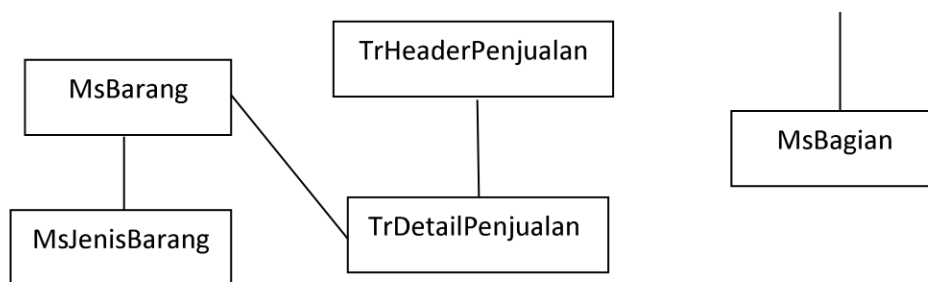 TrHeaderPenjualan
MsBarang
MsBagian
MsJenisBarang
TrDetailPenjualan